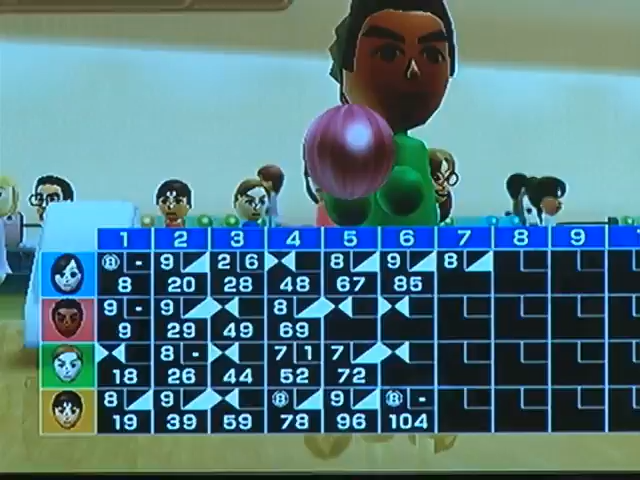 1 2 3 4 5 6 7 8 9
8 - 9 2 6 8 9 8
8 20 28 48 67 85
9 - 9 8
9 29 49 69
8 - 7 1 7
18 26 44 52 72
8 8 9 8 -
19 39 59 78 96 104